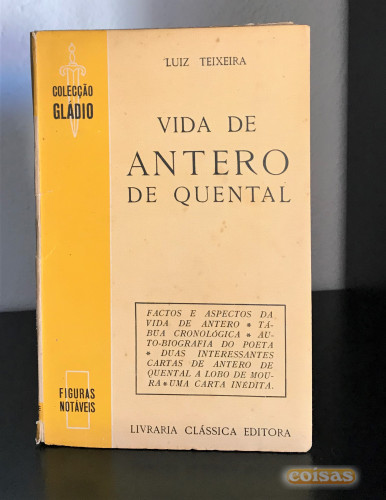 LUIZ TEIXEIRA
COLECÇÃO
GLÁDIO
VIDA DE
ANTERO
DE QUENTAL
FACTOS E ASPECTOS DA
VIDA DE ANTERO * TÁ-
BUA CRONOLÓGICA * AU-
TO-BIOGRAFIA DO POETA
* DUAS INTERESSANTES
CARTAS DE ANTERO DE
QUENTAL A LOBO DE MOU-
RA * UMA CARTA INÉDITA.
FIGURAS
NOTÁVEIS
LIVRARIA CLÁSSICA EDITORA
coisas